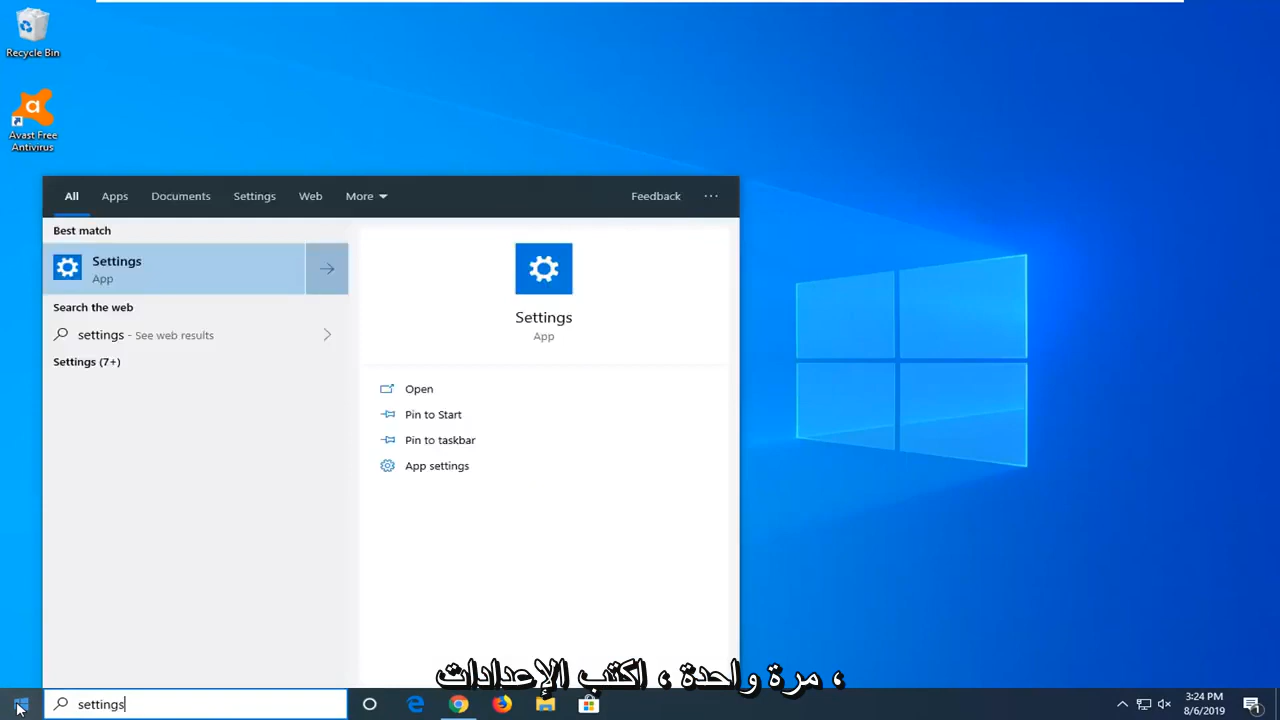 Recycle Bin
Avast Free
Antivirus
All Apps Documents Settings Web More Feedback ...
Best match
Settings
App
Search the web
settings - See web results
Settings (7+)
Settings
App
Open
Pin to Start
Pin to taskbar
App settings
، مرة واحدة ، اكتب الإعدادات
settings
3:24 PM
8/6/2019
1